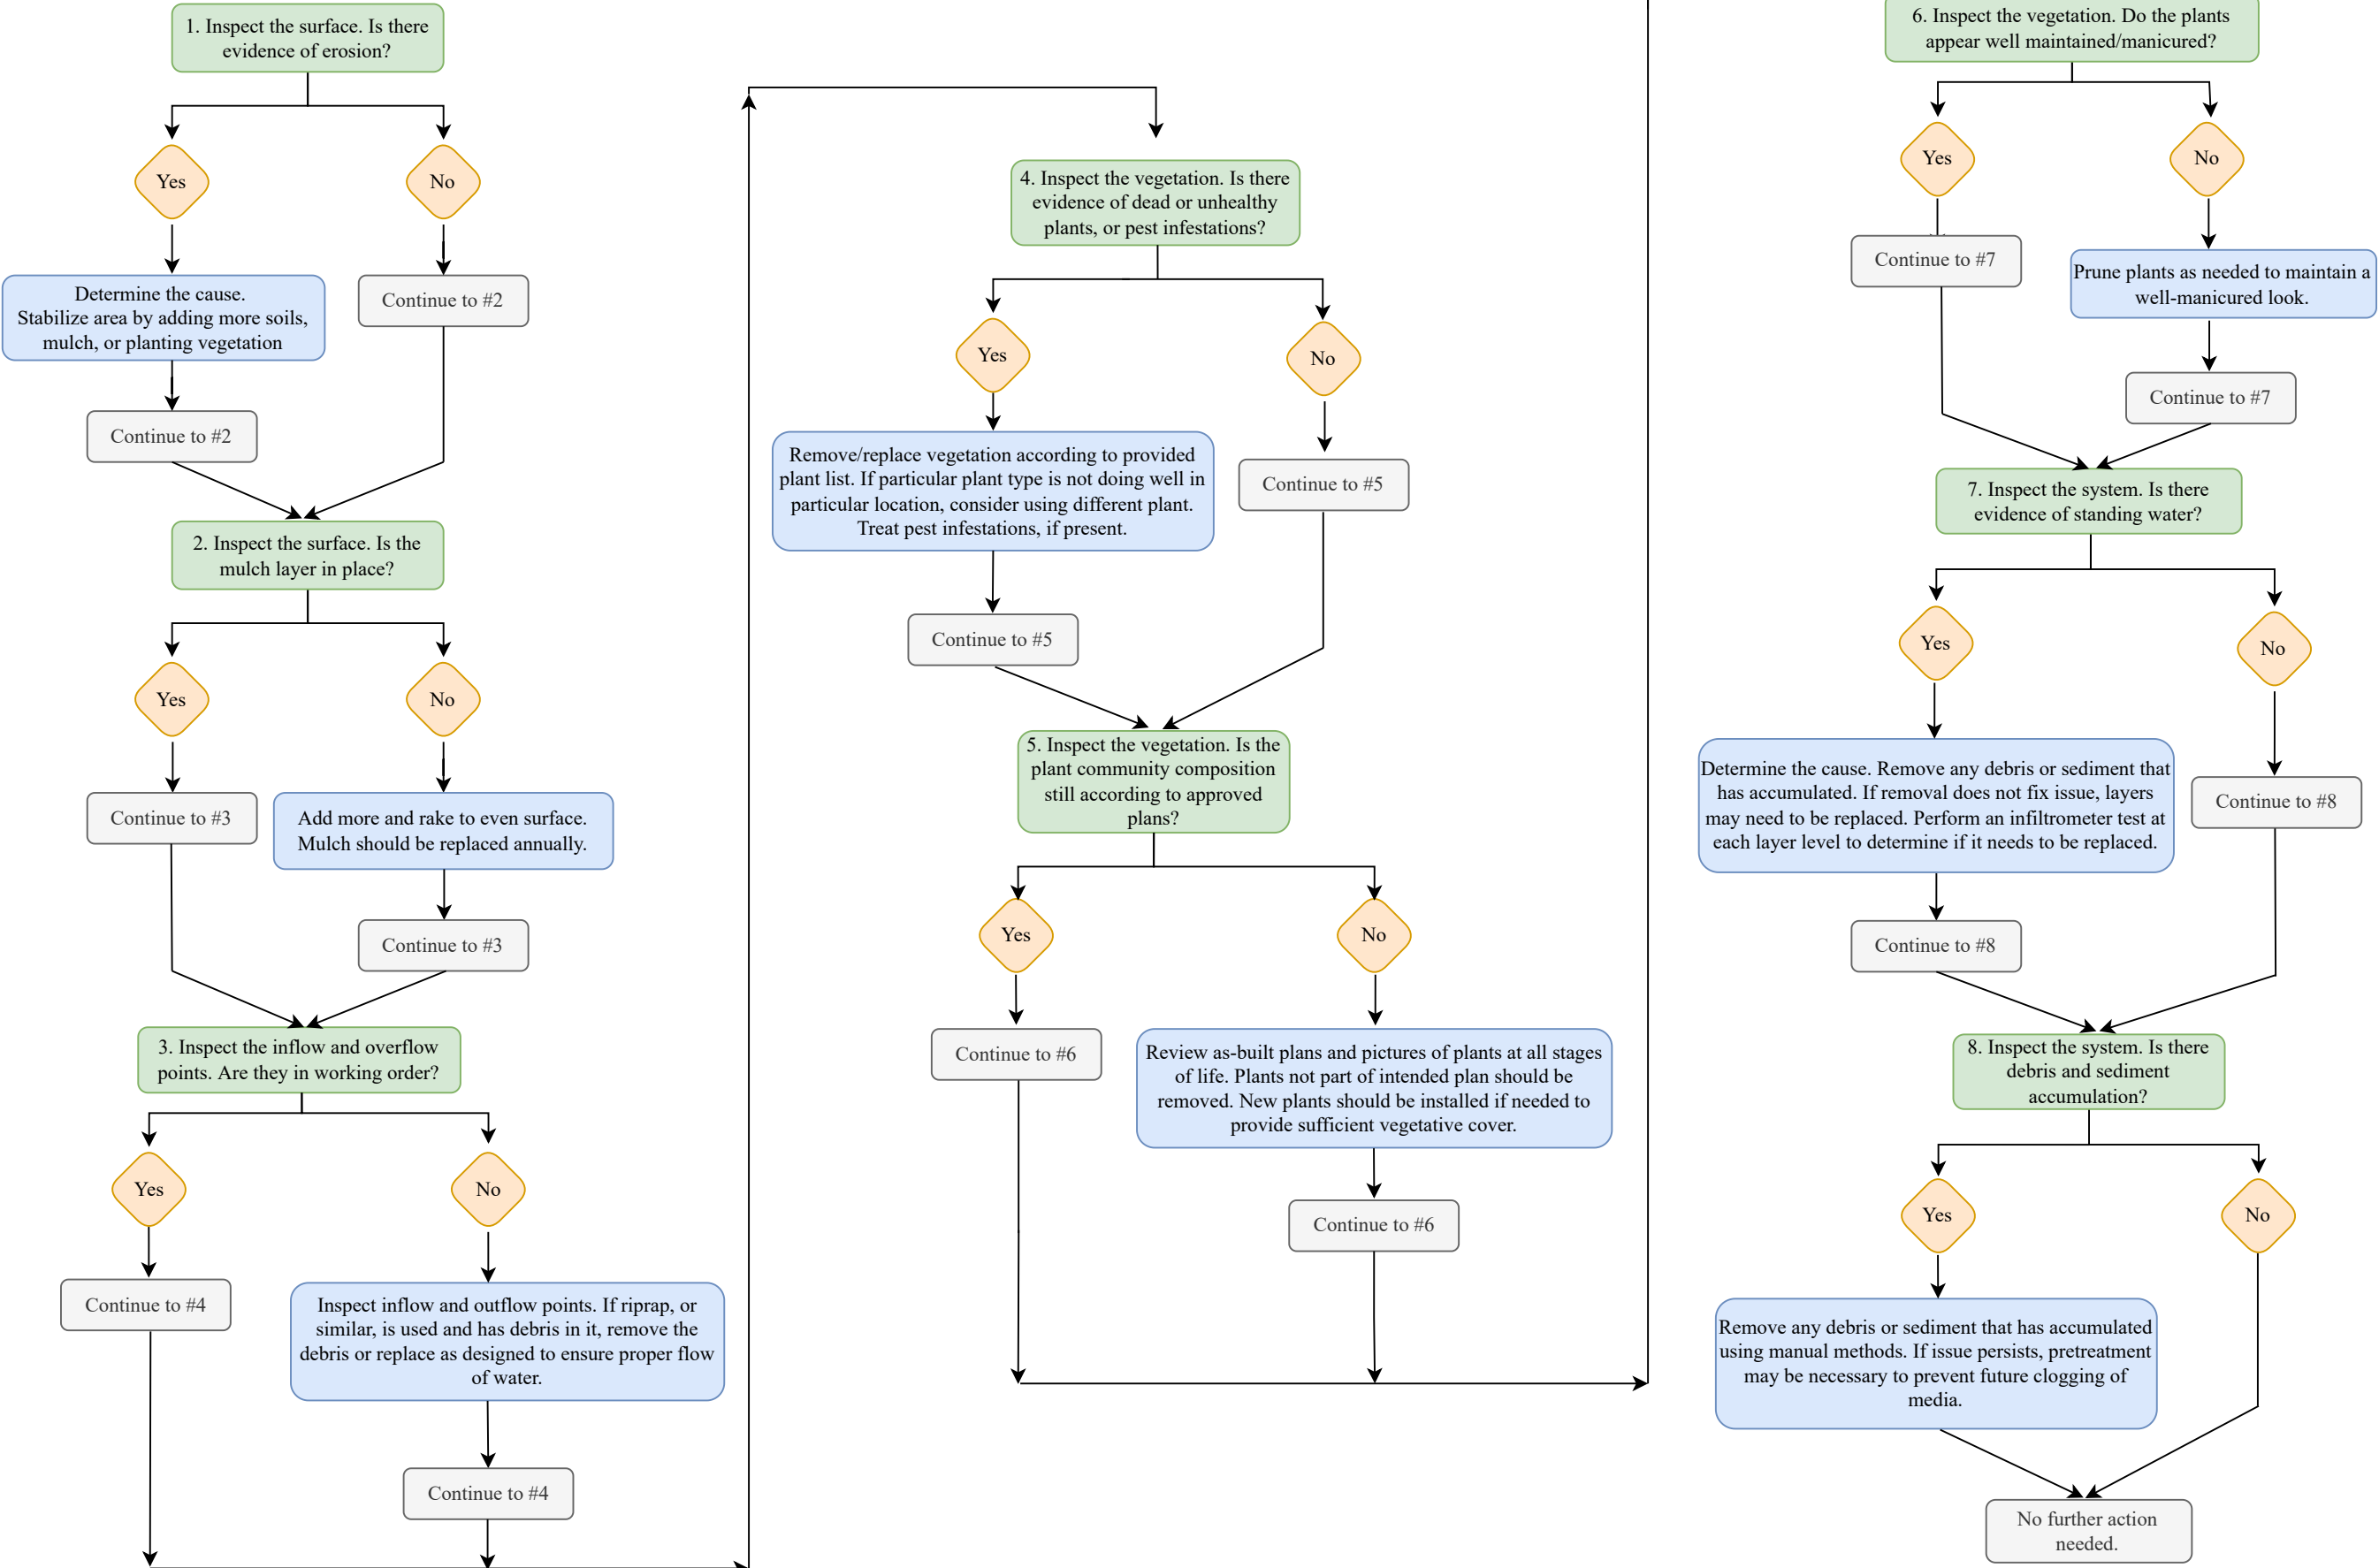 1. Inspect the surface. Is there
evidence of erosion?
Yes
No
Determine the cause.
Stabilize area by adding more soils,
mulch, or planting vegetation
Continue to #2
Continue to #2
2. Inspect the surface. Is the
mulch layer in place?
Yes
No
Continue to #3
Add more and rake to even surface.
Mulch should be replaced annually.
Continue to #3
3. Inspect the inflow and overflow
points. Are they in working order?
Yes
No
Continue to #4
Inspect inflow and outflow points. If riprap, or
similar, is used and has debris in it, remove the
debris or replace as designed to ensure proper flow
of water.
Continue to #4
4. Inspect the vegetation. Is there
evidence of dead or unhealthy
plants, or pest infestations?
Yes
No
Remove/replace vegetation according to provided
plant list. If particular plant type is not doing well in
particular location, consider using different plant.
Treat pest infestations, if present.
Continue to #5
Continue to #5
5. Inspect the vegetation. Is the
plant community composition
still according to approved
plans?
Yes
No
Continue to #6
Review as-built plans and pictures of plants at all stages
of life. Plants not part of intended plan should be
removed. New plants should be installed if needed to
provide sufficient vegetative cover.
Continue to #6
6. Inspect the vegetation. Do the plants
appear well maintained/manicured?
Yes
No
Continue to #7
Prune plants as needed to maintain a
well-manicured look.
Continue to #7
7. Inspect the system. Is there
evidence of standing water?
Yes
No
Determine the cause. Remove any debris or sediment that
has accumulated. If removal does not fix issue, layers
may need to be replaced. Perform an infiltrometer test at
each layer level to determine if it needs to be replaced.
Continue to #8
Continue to #8
8. Inspect the system. Is there
debris and sediment
accumulation?
Yes
No
Remove any debris or sediment that has accumulated
using manual methods. If issue persists, pretreatment
may be necessary to prevent future clogging of
media.
No further action
needed.